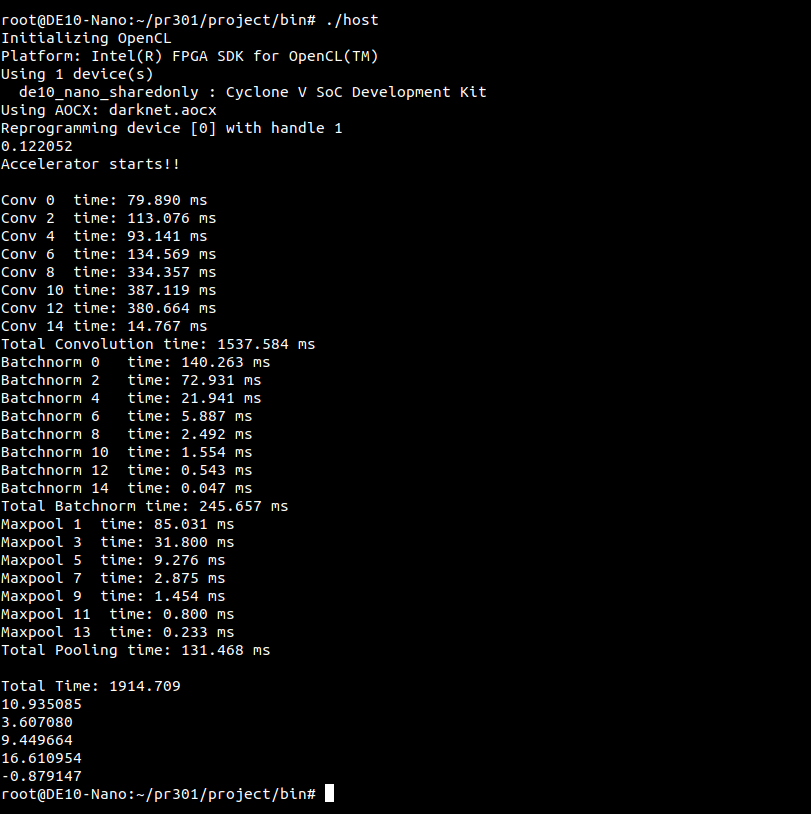 root@DE10-Nano:~/pr301/project/bin# ./host
Initializing OpenCL
Platform: Intel(R) FPGA SDK for OpenCL(TM)
Using 1 device(s)
  de10_nano_sharedonly : Cyclone V SoC Development Kit
Using AOCX: darknet.aocx
Reprogramming device [0] with handle 1
0.122052
Accelerator starts!!

Conv 0  time: 79.890 ms
Conv 2  time: 113.076 ms
Conv 4  time: 93.141 ms
Conv 6  time: 134.569 ms
Conv 8  time: 334.357 ms
Conv 10 time: 387.119 ms
Conv 12 time: 380.664 ms
Conv 14 time: 14.767 ms
Total Convolution time: 1537.584 ms
Batchnorm 0   time: 140.263 ms
Batchnorm 2   time: 72.931 ms
Batchnorm 4   time: 21.941 ms
Batchnorm 6   time: 5.887 ms
Batchnorm 8   time: 2.492 ms
Batchnorm 10  time: 1.554 ms
Batchnorm 12  time: 0.543 ms
Batchnorm 14  time: 0.047 ms
Total Batchnorm time: 245.657 ms
Maxpool 1  time: 85.031 ms
Maxpool 3  time: 31.800 ms
Maxpool 5  time: 9.276 ms
Maxpool 7  time: 2.875 ms
Maxpool 9  time: 1.454 ms
Maxpool 11  time: 0.800 ms
Maxpool 13  time: 0.233 ms
Total Pooling time: 131.468 ms

Total Time: 1914.709
10.935085
3.607080
9.449664
16.610954
-0.879147
root@DE10-Nano:~/pr301/project/bin#